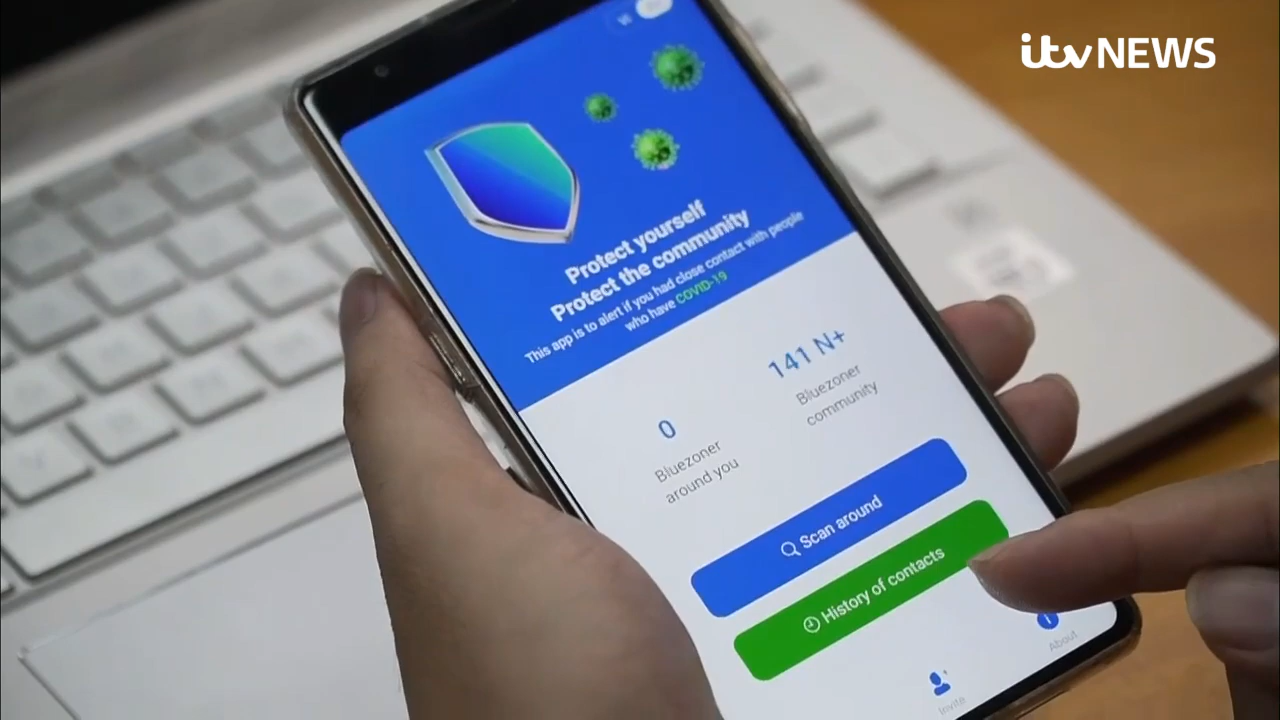 itv NEWS
Protect yourself
Protect the community
This app is to alert if you had close contact with people
who have COVID-19
0
Bluezoner
around you
141 N+
Bluezoner
community
Scan around
History of contacts
Invite
About